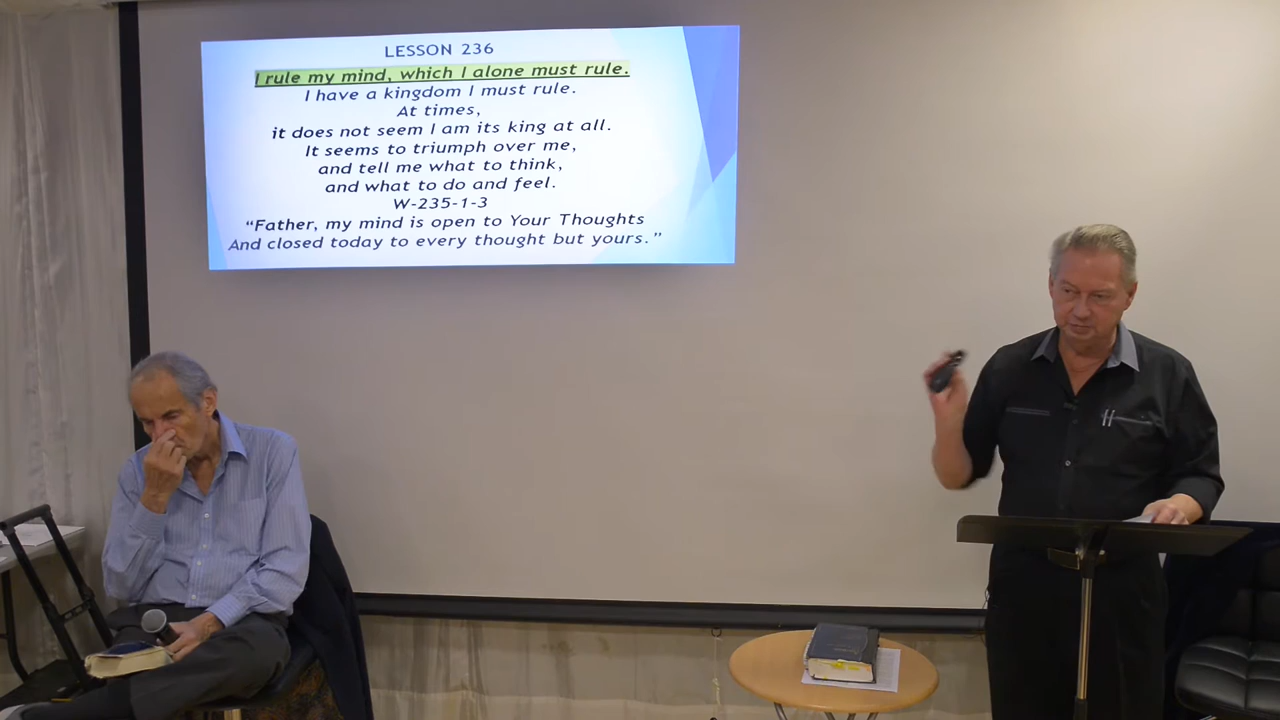 LESSON 236
I rule my mind, which I alone must rule.
I have a kingdom I must rule.
At times,
it does not seem I am its king at all.
It seems to triumph over me,
and tell me what to think,
and what to do and feel.
W-235-1-3
“Father, my mind is open to Your Thoughts
And closed today to every thought but yours.”